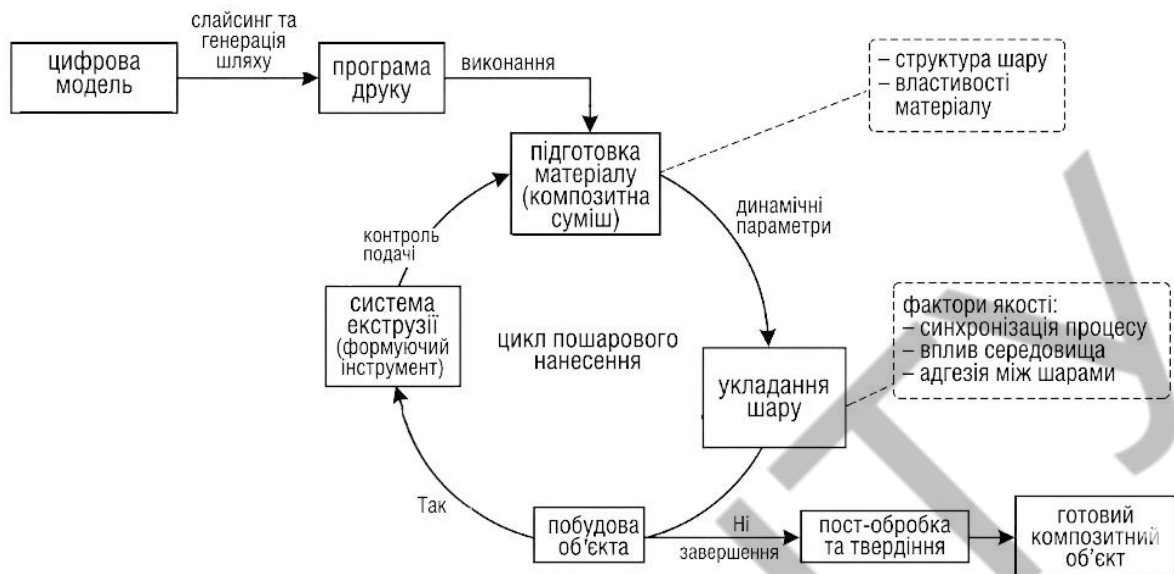 слайсинг та
генерація
шляху
цифрова
модель
програма
друку
виконання
– структура шару
– властивості
матеріалу
підготовка
матеріалу
(композитна
суміш)
динамічні
параметри
контроль
подачі
система
екструзії
(формуючий
інструмент)
цикл пошарового
нанесення
фактори якості:
– синхронізація процесу
– вплив середовища
– адгезія між шарами
укладання
шару
Так
побудова
об'єкта
Ні
завершення
пост-обробка
та твердіння
готовий
композитний
об'єкт
ІТУ